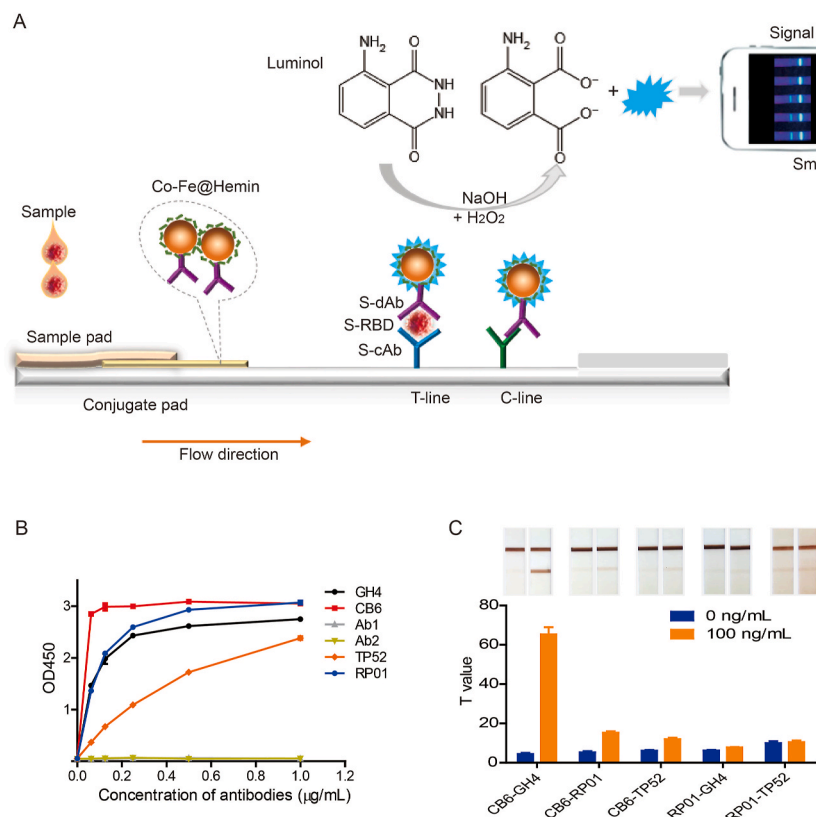 A
Luminol
NH2
O
NH
NH
O
NH2
O
O−
O−
O
+
Signal
Sm
NaOH
+ H2O2
Co-Fe@Hemin
Sample
S-dAb
S-RBD
S-cAb
Sample pad
Conjugate pad
T-line
C-line
Flow direction
B
OD450
3
2
1
0.0
0.2
0.4
0.6
0.8
1.0
1.2
Concentration of antibodies (µg/mL)
GH4
CB6
Ab1
Ab2
TP52
RP01
C
T value
80
60
40
20
0
0 ng/mL
100 ng/mL
CB6-GH4
CB6-RP01
CB6-TP52
RP01-GH4
RP01-TP52